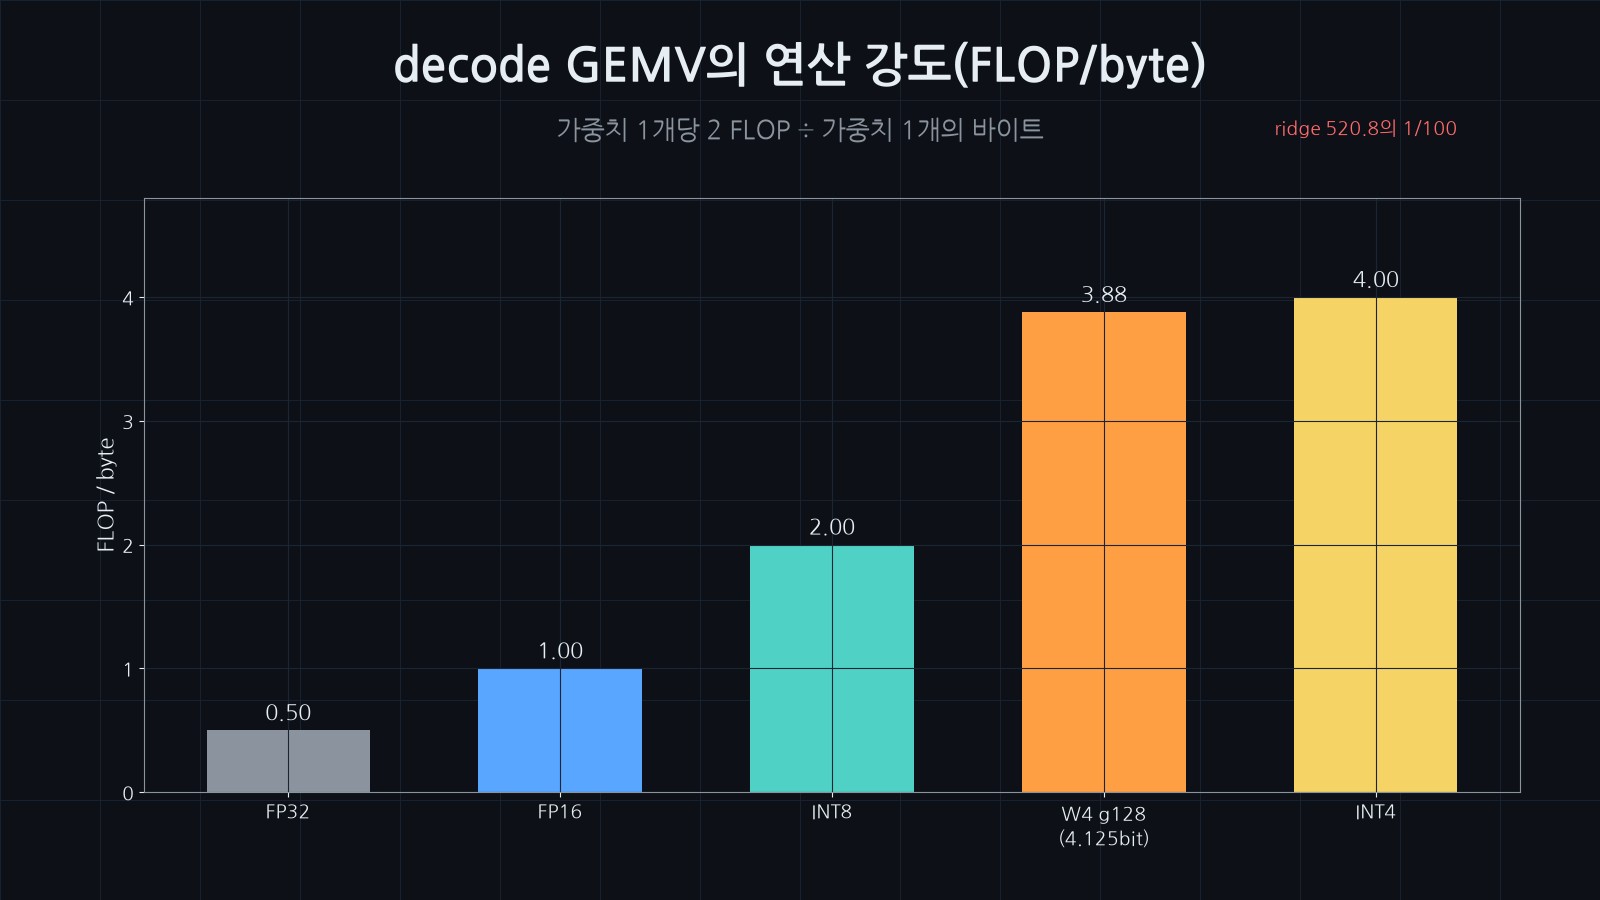 decode GEMV의 연산 강도(FLOP/byte)
가중치 1개당 2 FLOP ÷ 가중치 1개의 바이트
ridge 520.8의 1/100
FLOP / byte
4
3
2
1
0
0.50
1.00
2.00
3.88
4.00
FP32
FP16
INT8
W4 g128
(4.125bit)
INT4